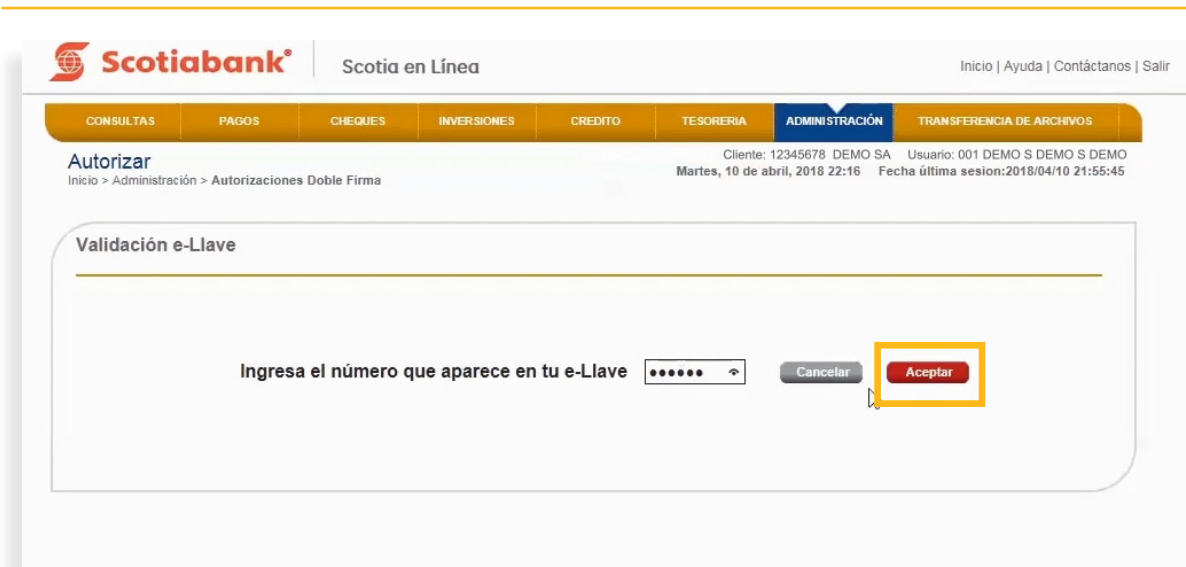 Scotiabank® Scotia en Línea Inicio | Ayuda | Contáctanos | Salir
CONSULTAS PAGOS CHEQUES INVERSIONES CREDITO TESORERIA ADMINISTRACIÓN TRANSFERENCIA DE ARCHIVOS
Autorizar Cliente: 12345678 DEMO SA Usuario: 001 DEMO S DEMO S DEMO
Inicio > Administración > Autorizaciones Doble Firma Martes, 10 de abril, 2018 22:16 Fecha última sesion:2018/04/10 21:55:45
Validación e-Llave
Ingresa el número que aparece en tu e-Llave •••••• Cancelar Aceptar